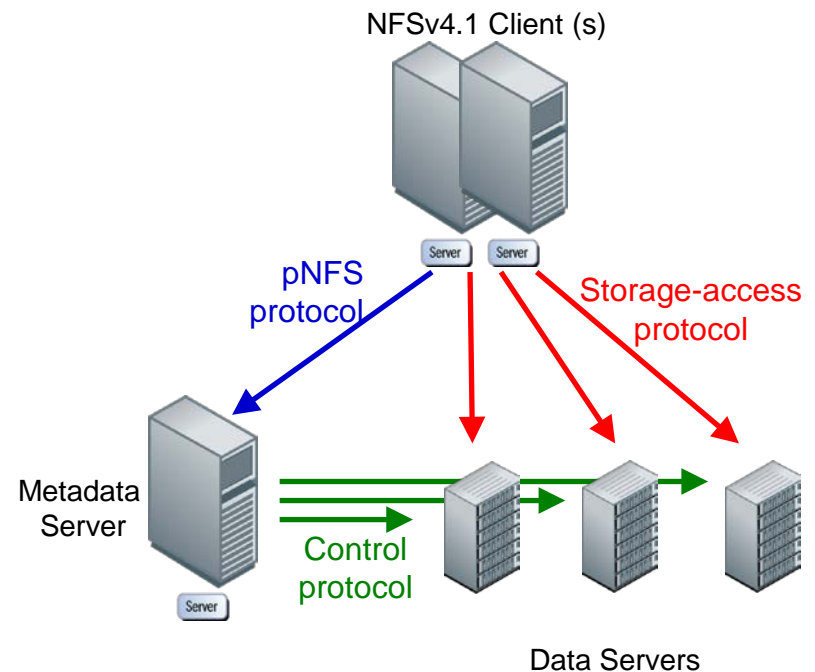 NFSv4.1 Client (s)
Server
Server
pNFS
protocol
Storage-access
protocol
Metadata
Server
Control
protocol
Server
Data Servers